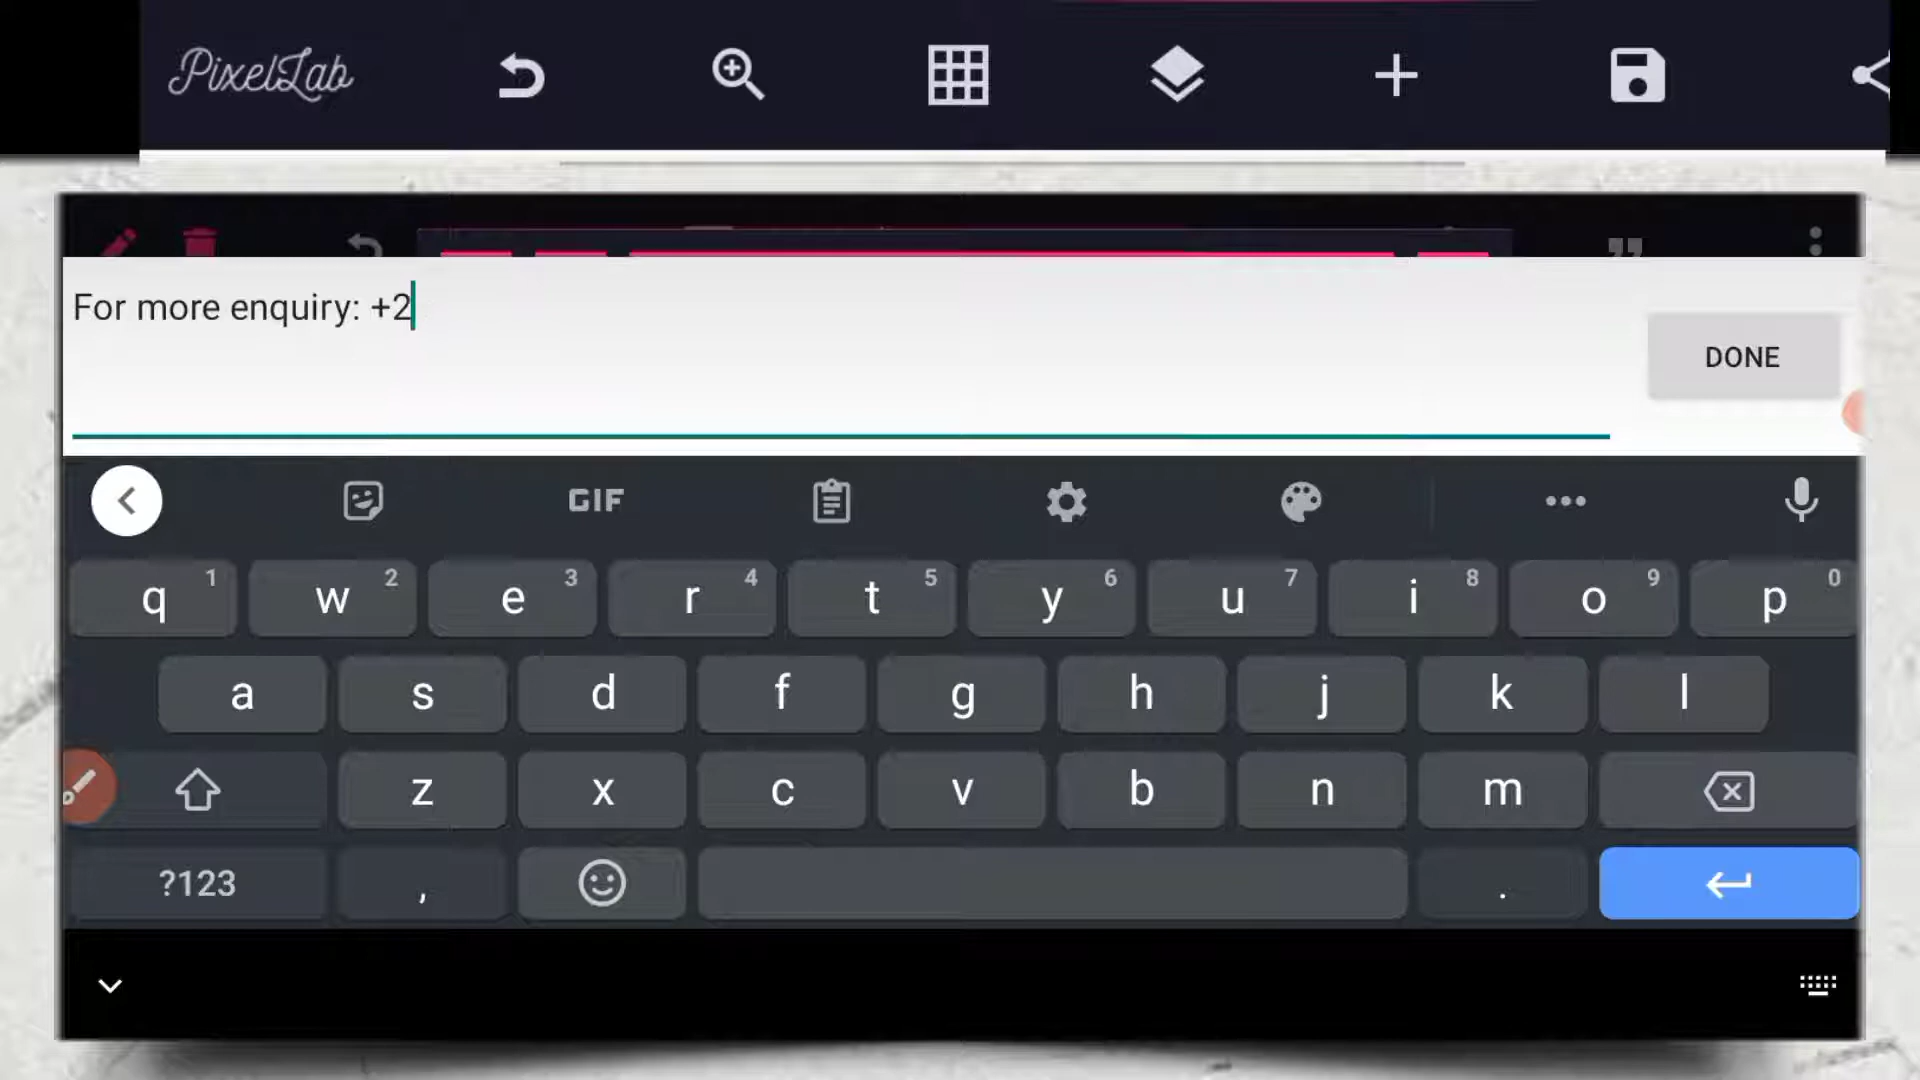 PixelLab
For more enquiry: +2
DONE
GIF
q 1 w 2 e 3 r 4 t 5 y 6 u 7 i 8 o 9 p 0
a s d f g h j k l
z x c v b n m
?123 , .